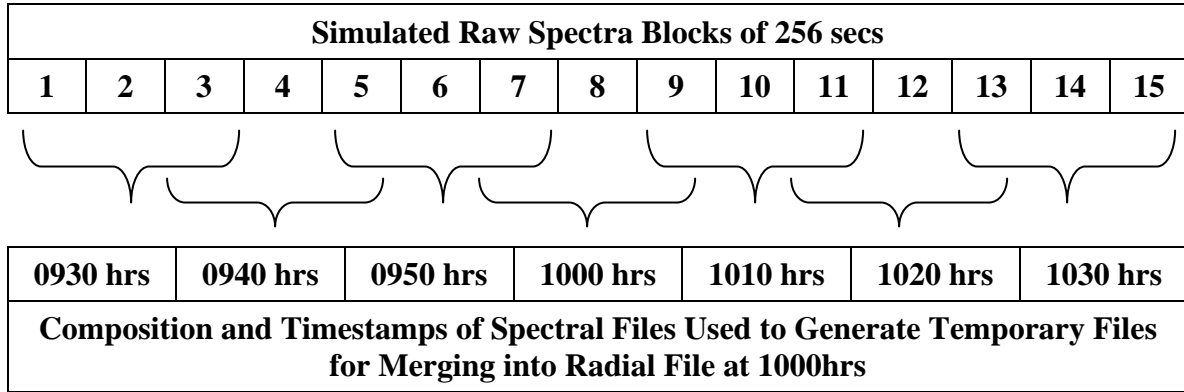 Simulated Raw Spectra Blocks of 256 secs
1 2 3 4 5 6 7 8 9 10 11 12 13 14 15
0930 hrs 0940 hrs 0950 hrs 1000 hrs 1010 hrs 1020 hrs 1030 hrs
Composition and Timestamps of Spectral Files Used to Generate Temporary Files
for Merging into Radial File at 1000hrs